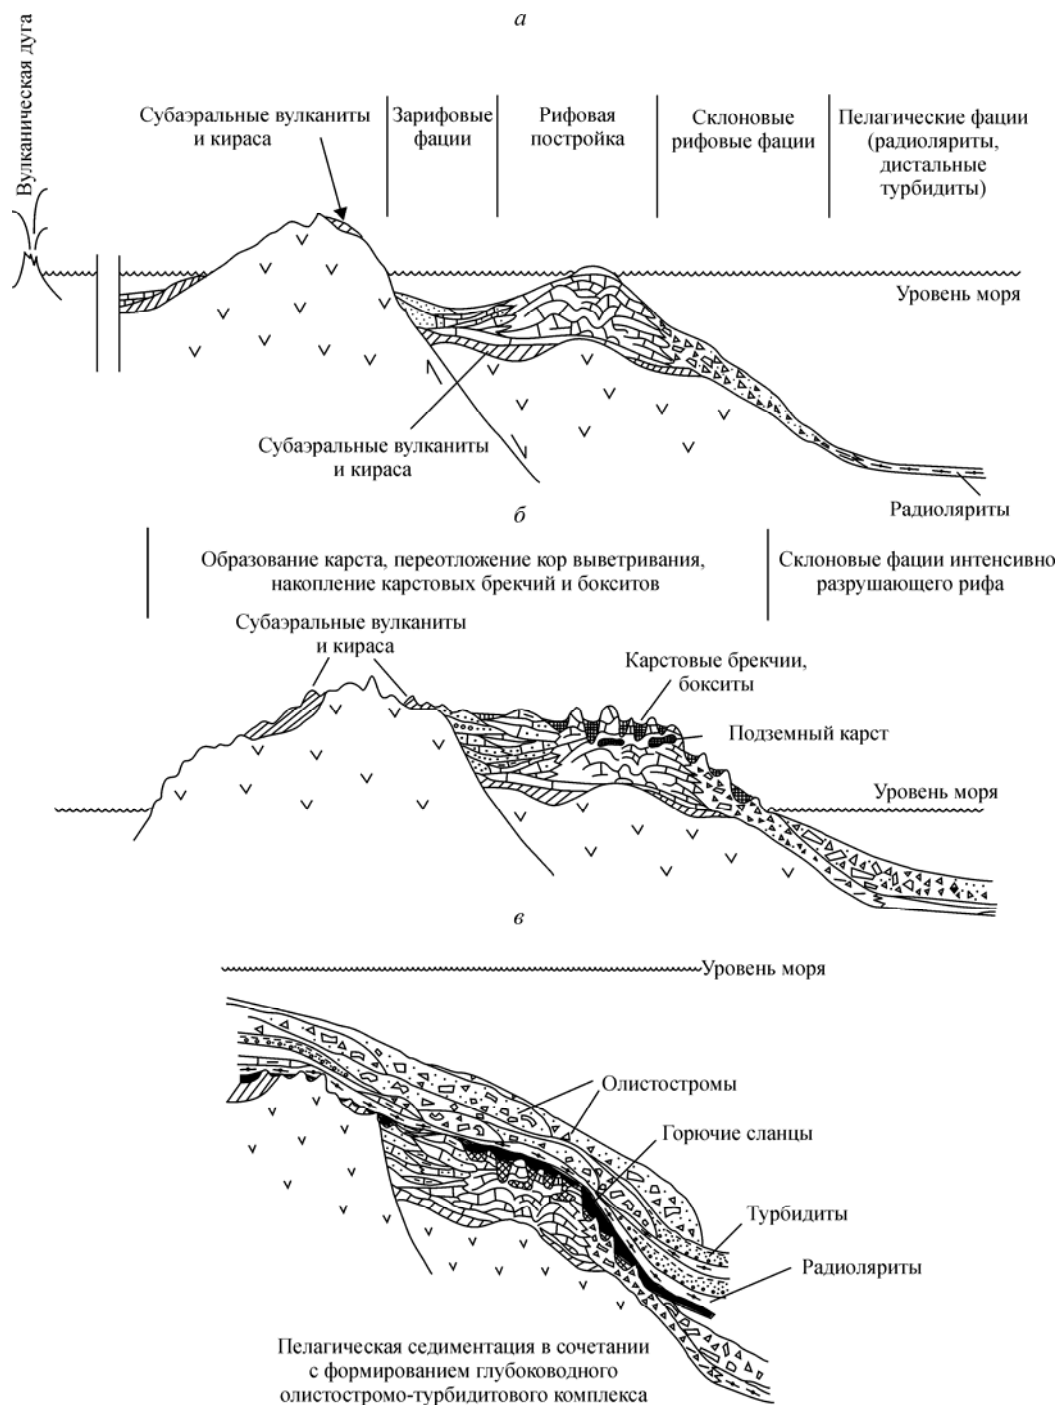 а
Вулканическая дуга
Субаэральные вулканиты
и кираса
Зарифовые
фации
Рифовая
постройка
Склоновые
рифовые фации
Пелагические фации
(радиоляриты,
дистальные
турбидиты)
Уровень моря
Субаэральные вулканиты
и кираса
Радиоляриты
б
Образование карста, переотложение кор выветривания,
накопление карстовых брекчий и бокситов
Склоновые фации интенсивно
разрушающего рифа
Субаэральные вулканиты
и кираса
Карстовые брекчии,
бокситы
Подземный карст
Уровень моря
в
Уровень моря
Олистостромы
Горючие сланцы
Турбидиты
Радиоляриты
Пелагическая седиментация в сочетании
с формированием глубоководного
олистостромо-турбидитового комплекса